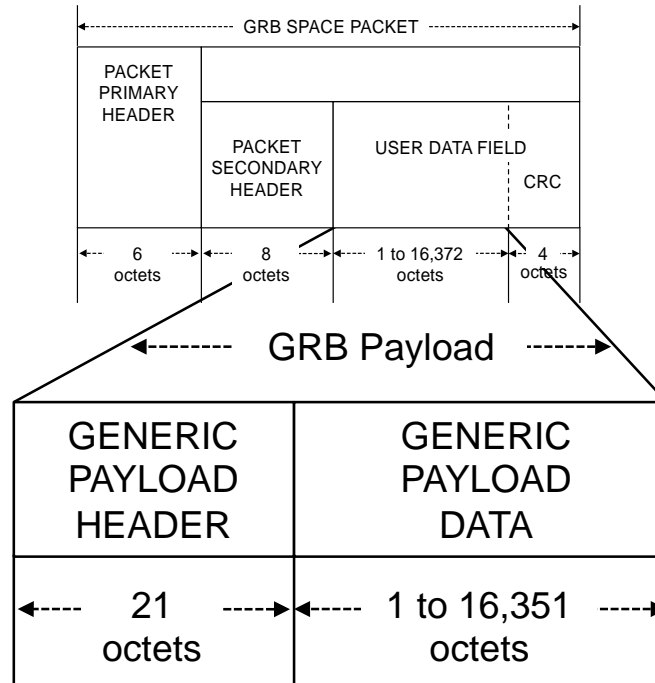 GRB SPACE PACKET
PACKET
PRIMARY
HEADER
PACKET
SECONDARY
HEADER
USER DATA FIELD
CRC
6
octets
8
octets
1 to 16,372
octets
4
octets
GRB Payload
GENERIC
PAYLOAD
HEADER
GENERIC
PAYLOAD
DATA
21
octets
1 to 16,351
octets